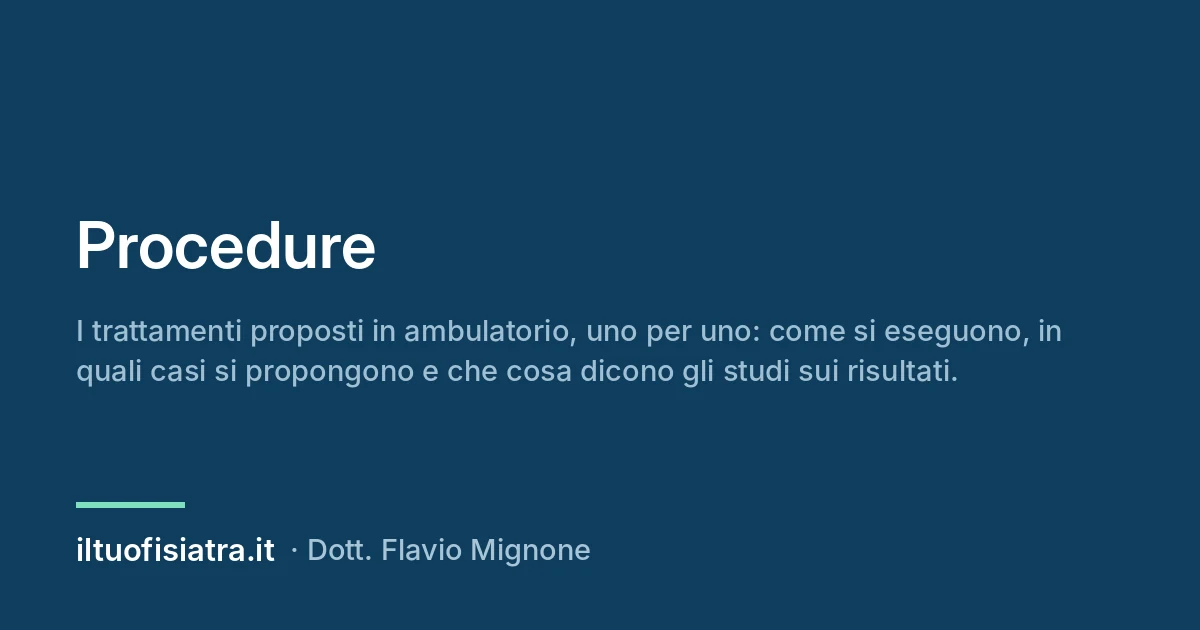 Procedure
I trattamenti proposti in ambulatorio, uno per uno: come si eseguono, in
quali casi si propongono e che cosa dicono gli studi sui risultati.
iltuofisiatra.it · Dott. Flavio Mignone